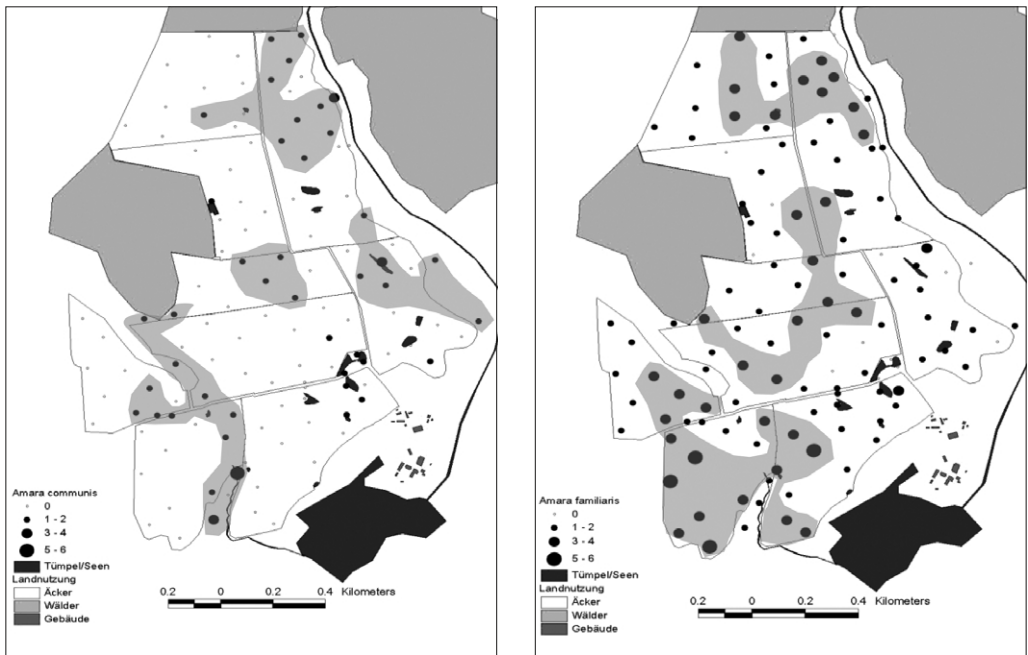 Amara communis
0
1 - 2
3 - 4
5 - 6
Tümpel/Seen
Landnutzung
Äcker
Wälder
Gebäude
0.2 0 0.2 0.4 Kilometers
Amara familiaris
0
1 - 2
3 - 4
5 - 6
Tümpel/Seen
Landnutzung
Äcker
Wälder
Gebäude
0.2 0 0.2 0.4 Kilometers